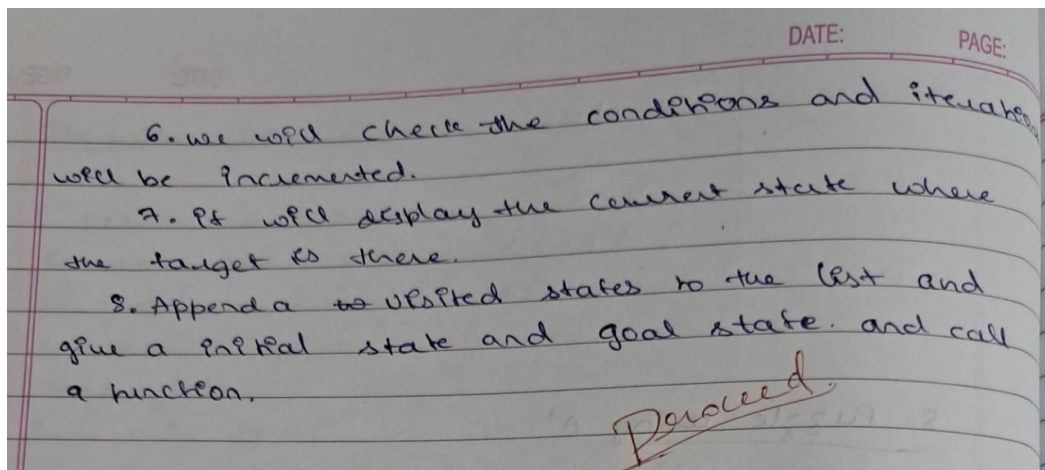 DATE: PAGE:
6. we will check the conditions and iteration
will be incremented.
7. it will display the current state where
the target is there.
8. Append a to visited states to the list and
give a initial state and goal state. and call
a function.
Proceed.